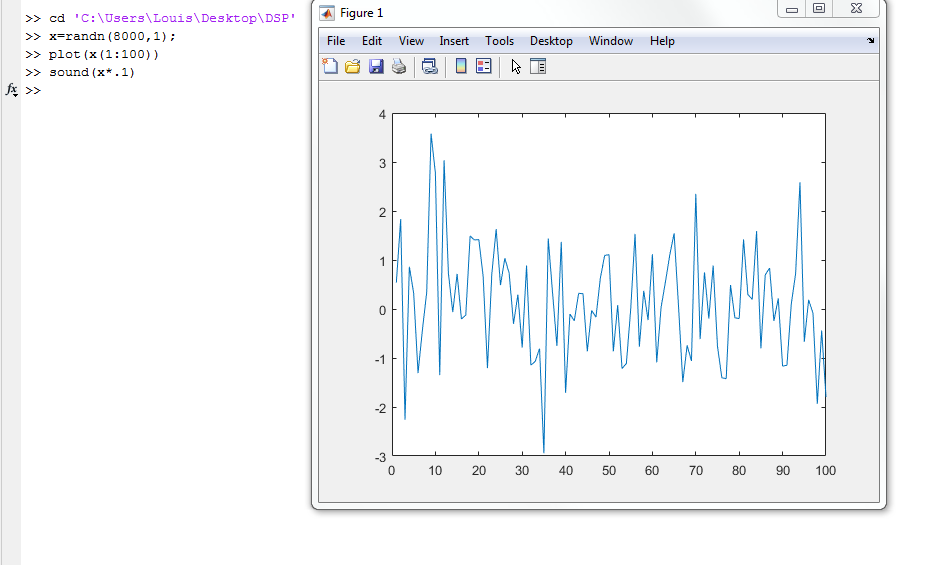 >> cd 'C:\Users\Louis\Desktop\DSP'
>> x=randn(8000,1);
>> plot(x(1:100))
>> sound(x*.1)
fx >>
Figure 1
File Edit View Insert Tools Desktop Window Help
4
3
2
1
0
-1
-2
-3
0 10 20 30 40 50 60 70 80 90 100